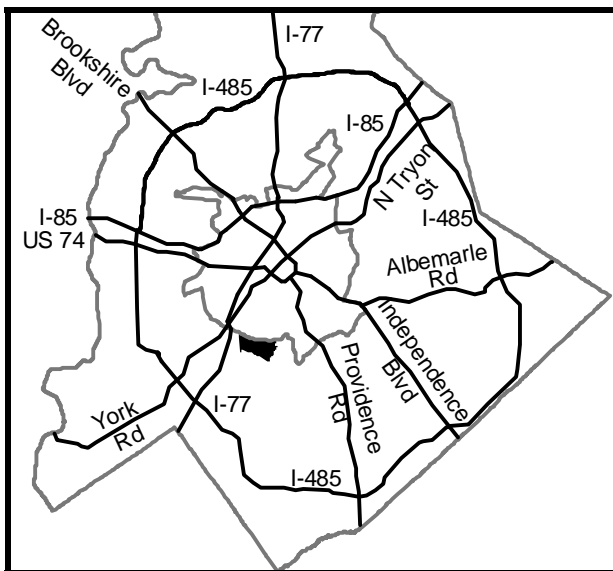 I-77
Brookshire
Blvd
I-485
I-85
N Tryon
St
I-85
US 74
I-485
Albemarle
Rd
Independence
Blvd
Providence
Rd
York
Rd
I-77
I-485